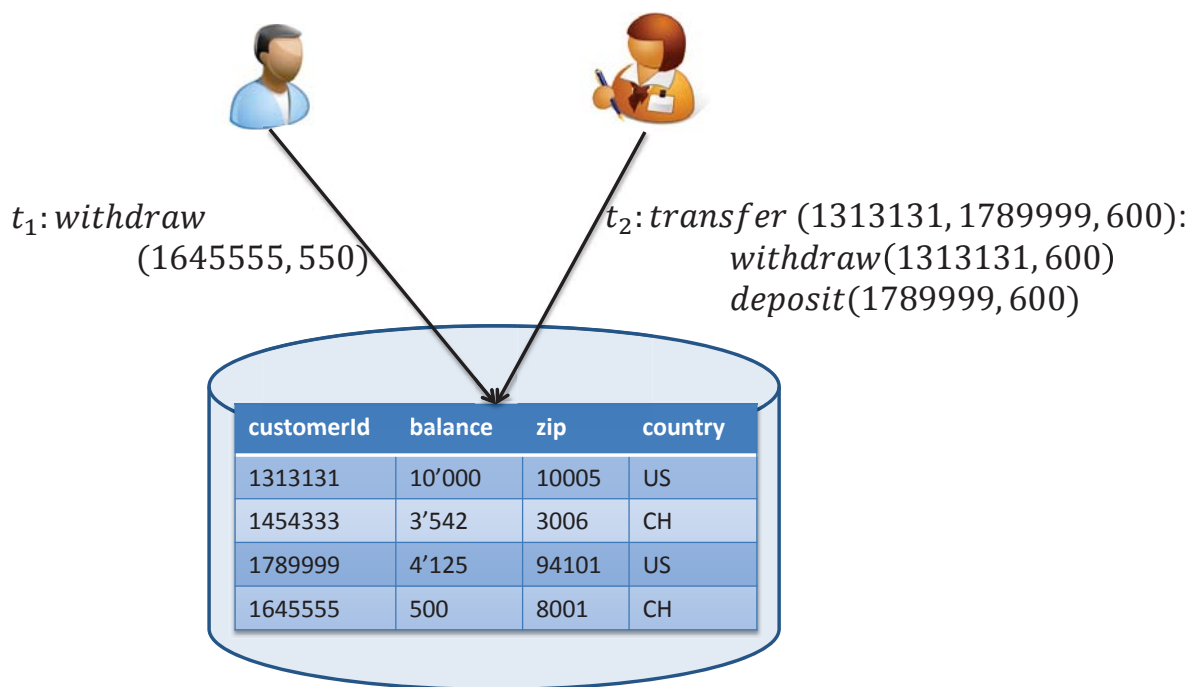 t₁: withdraw
(1645555, 550)
t₂: transfer (1313131, 1789999, 600):
withdraw(1313131, 600)
deposit(1789999, 600)
customerId balance zip country
1313131 10’000 10005 US
1454333 3’542 3006 CH
1789999 4’125 94101 US
1645555 500 8001 CH